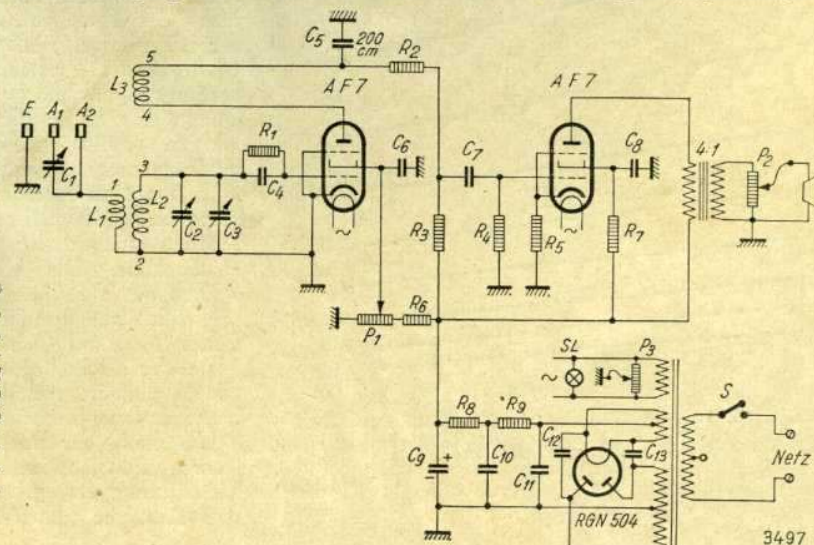 C5 200 cm
R2
5
L3
4
AF7
AF7
E A1 A2
C1
R1
C4
C6
C7
C8
4:1
P2
1
L1
3
L2
2
C2
C3
~
R3
R4
R5
~
R7
P1
R6
SL
P3
~
S
R8
R9
C12
C13
C9
+
−
C10
C11
RGN 504
Netz
3497